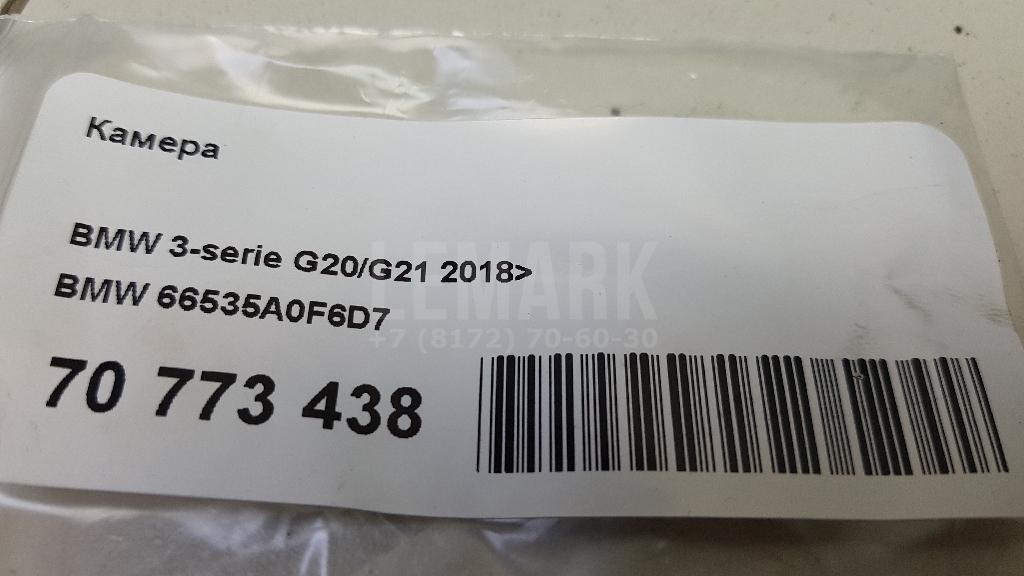 Камера
BMW 3-serie G20/G21 2018>
BMW 66535A0F6D7
70 773 438
LEMARK
+7 (8172) 70-60-30